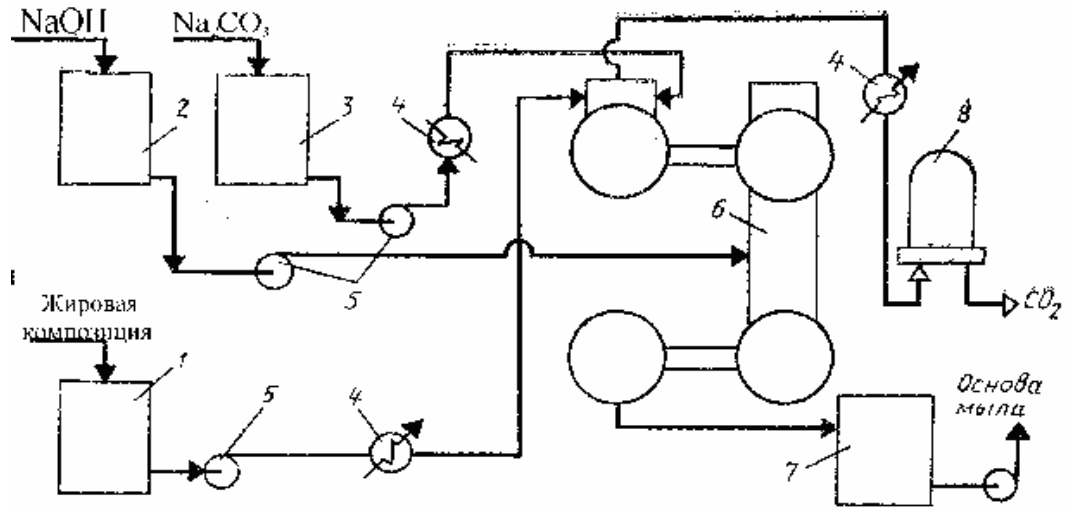 NaOH
Na₂CO₃
2
3
4
4
8
6
5
CO₂
Жировая
композиция
1
5
4
Основа
мыла
7